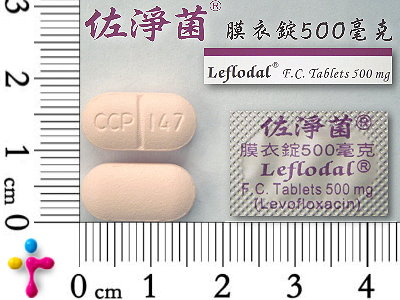 佐淨菌®
膜衣錠500毫克
Leflodal® F.C. Tablets 500 mg
CCP 147
佐淨菌®
膜衣錠500毫克
Leflodal®
F.C. Tablets 500 mg
(Levofloxacin)
3
2
1
cm
0
0 cm 1 2 3 4